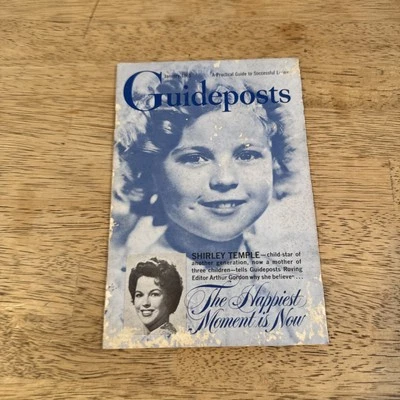 A Practical Guide to Successful
Guideposts
SHIRLEY TEMPLE—child-star of
another generation, now a mother of
three children—tells Guideposts Roving
Editor Arthur Gordon why she believes...
The Happiest
Moment is Now